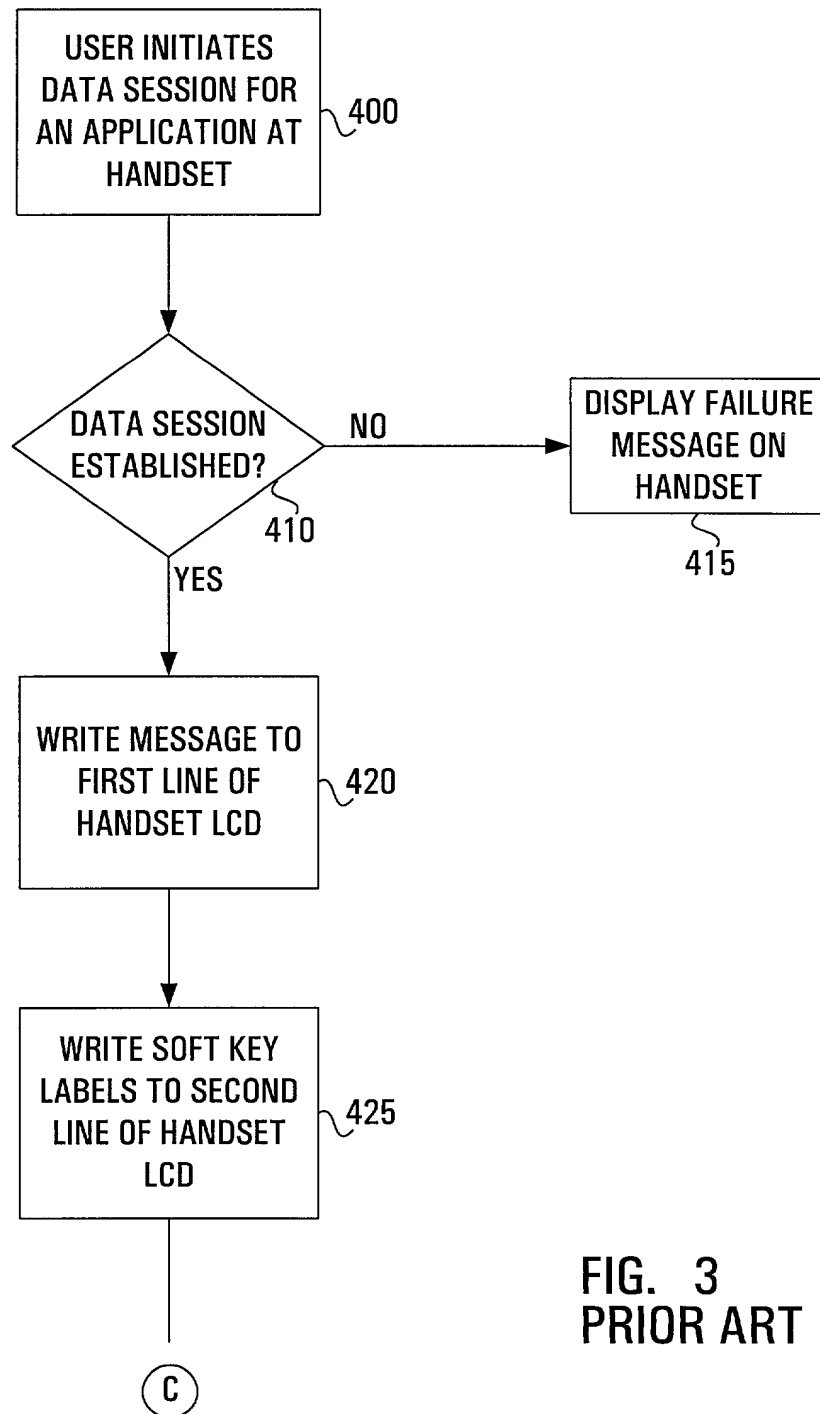 USER INITIATES
DATA SESSION FOR
AN APPLICATION AT
HANDSET
400
DATA SESSION
ESTABLISHED?
410
NO
DISPLAY FAILURE
MESSAGE ON
HANDSET
415
YES
WRITE MESSAGE TO
FIRST LINE OF
HANDSET LCD
420
WRITE SOFT KEY
LABELS TO SECOND
LINE OF HANDSET
LCD
425
FIG. 3
PRIOR ART
C